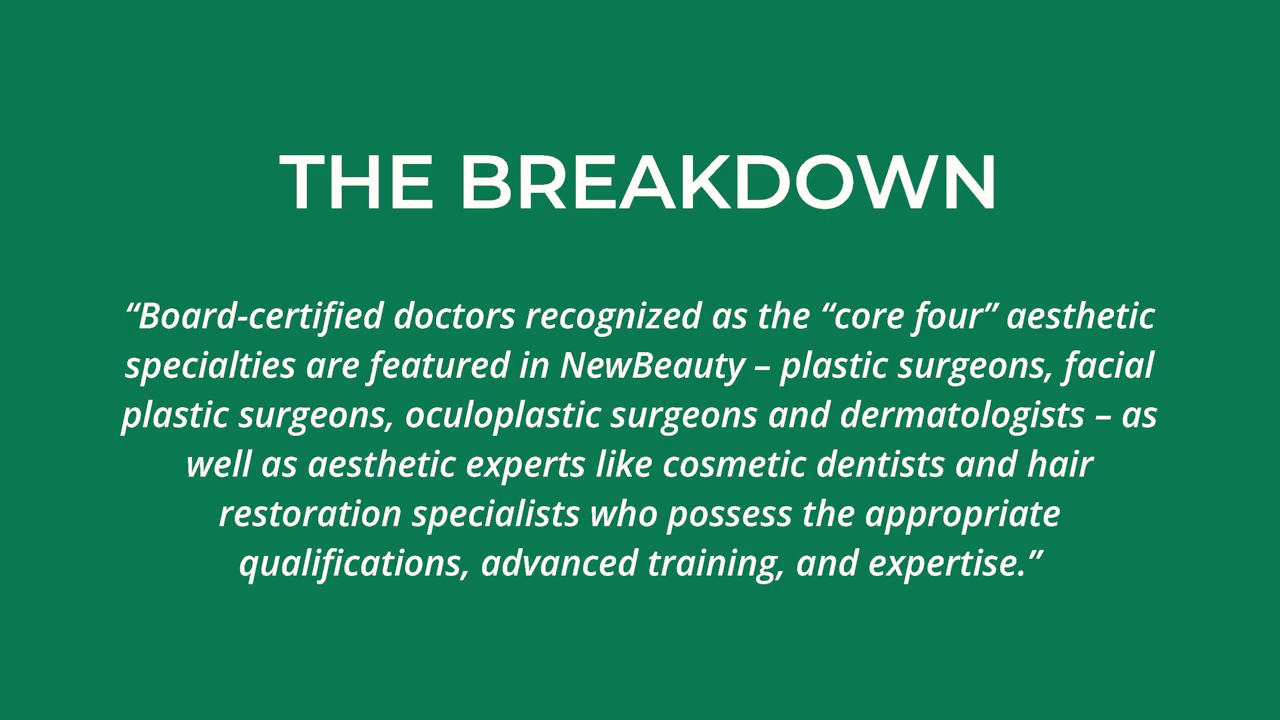 THE BREAKDOWN
“Board-certified doctors recognized as the “core four” aesthetic
specialties are featured in NewBeauty – plastic surgeons, facial
plastic surgeons, oculoplastic surgeons and dermatologists – as
well as aesthetic experts like cosmetic dentists and hair
restoration specialists who possess the appropriate
qualifications, advanced training, and expertise.”